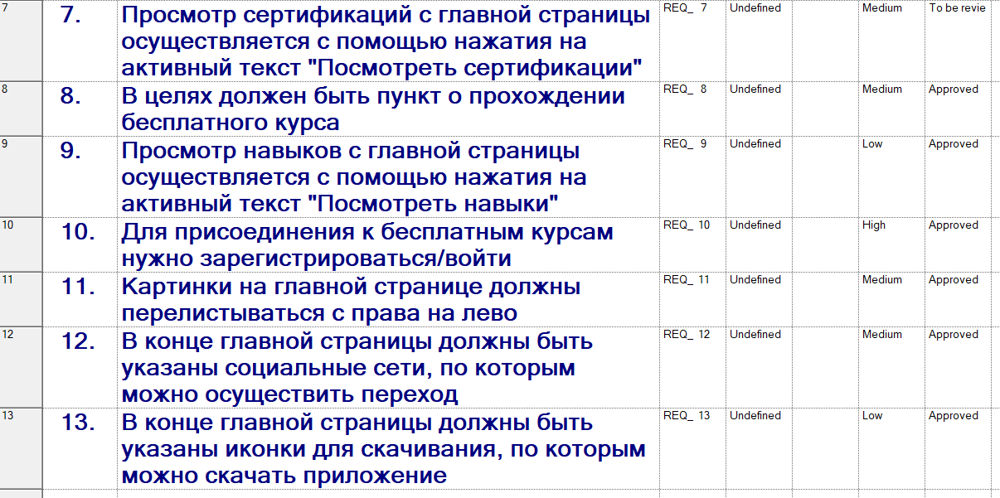 7 7. Просмотр сертификаций с главной страницы REQ_ 7 Undefined Medium To be revie
осуществляется с помощью нажатия на
активный текст "Посмотреть сертификации"
8 8. В целях должен быть пункт о прохождении REQ_ 8 Undefined Medium Approved
бесплатного курса
9 9. Просмотр навыков с главной страницы REQ_ 9 Undefined Low Approved
осуществляется с помощью нажатия на
активный текст "Посмотреть навыки"
10 10. Для присоединения к бесплатным курсам REQ_ 10 Undefined High Approved
нужно зарегистрироваться/войти
11 11. Картинки на главной странице должны REQ_ 11 Undefined Medium Approved
перелистываться с права на лево
12 12. В конце главной страницы должны быть REQ_ 12 Undefined Medium Approved
указаны социальные сети, по которым
можно осуществить переход
13 13. В конце главной страницы должны быть REQ_ 13 Undefined Low Approved
указаны иконки для скачивания, по которым
можно скачать приложение